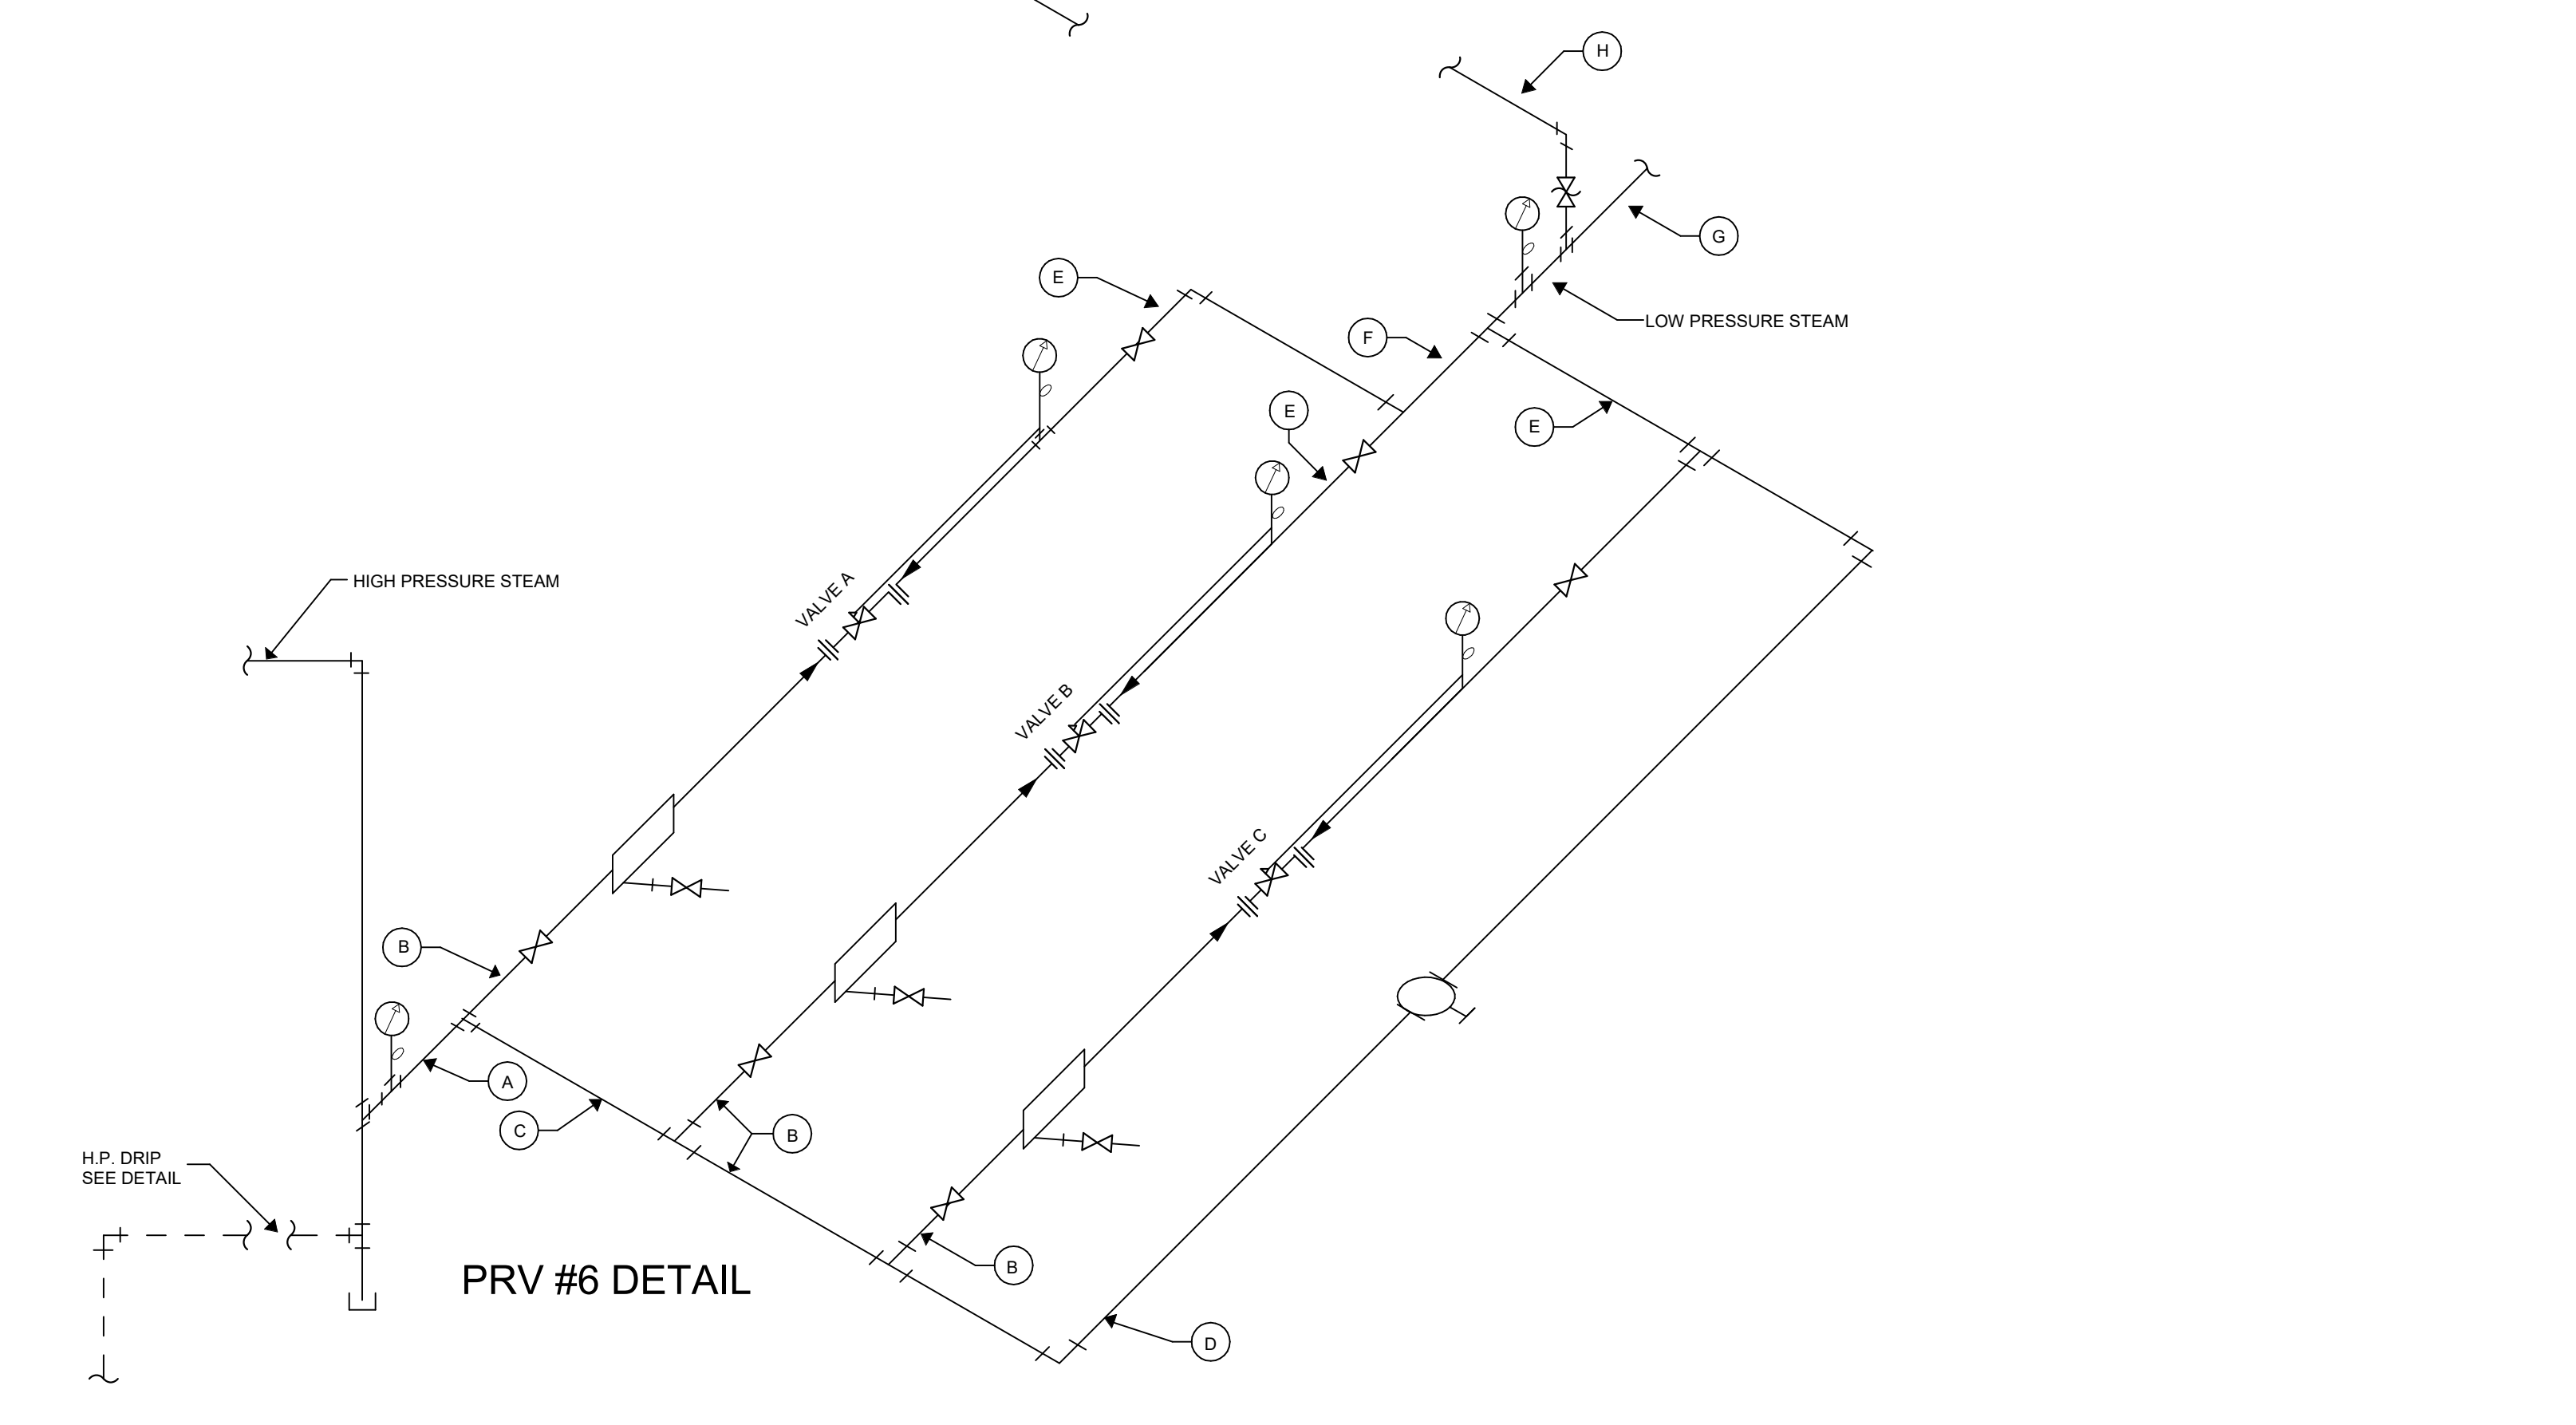 H
G
E
LOW PRESSURE STEAM
F
E
E
VALVE A
HIGH PRESSURE STEAM
VALVE B
VALVE C
B
A
C
B
H.P. DRIP
SEE DETAIL
B
PRV #6 DETAIL
D